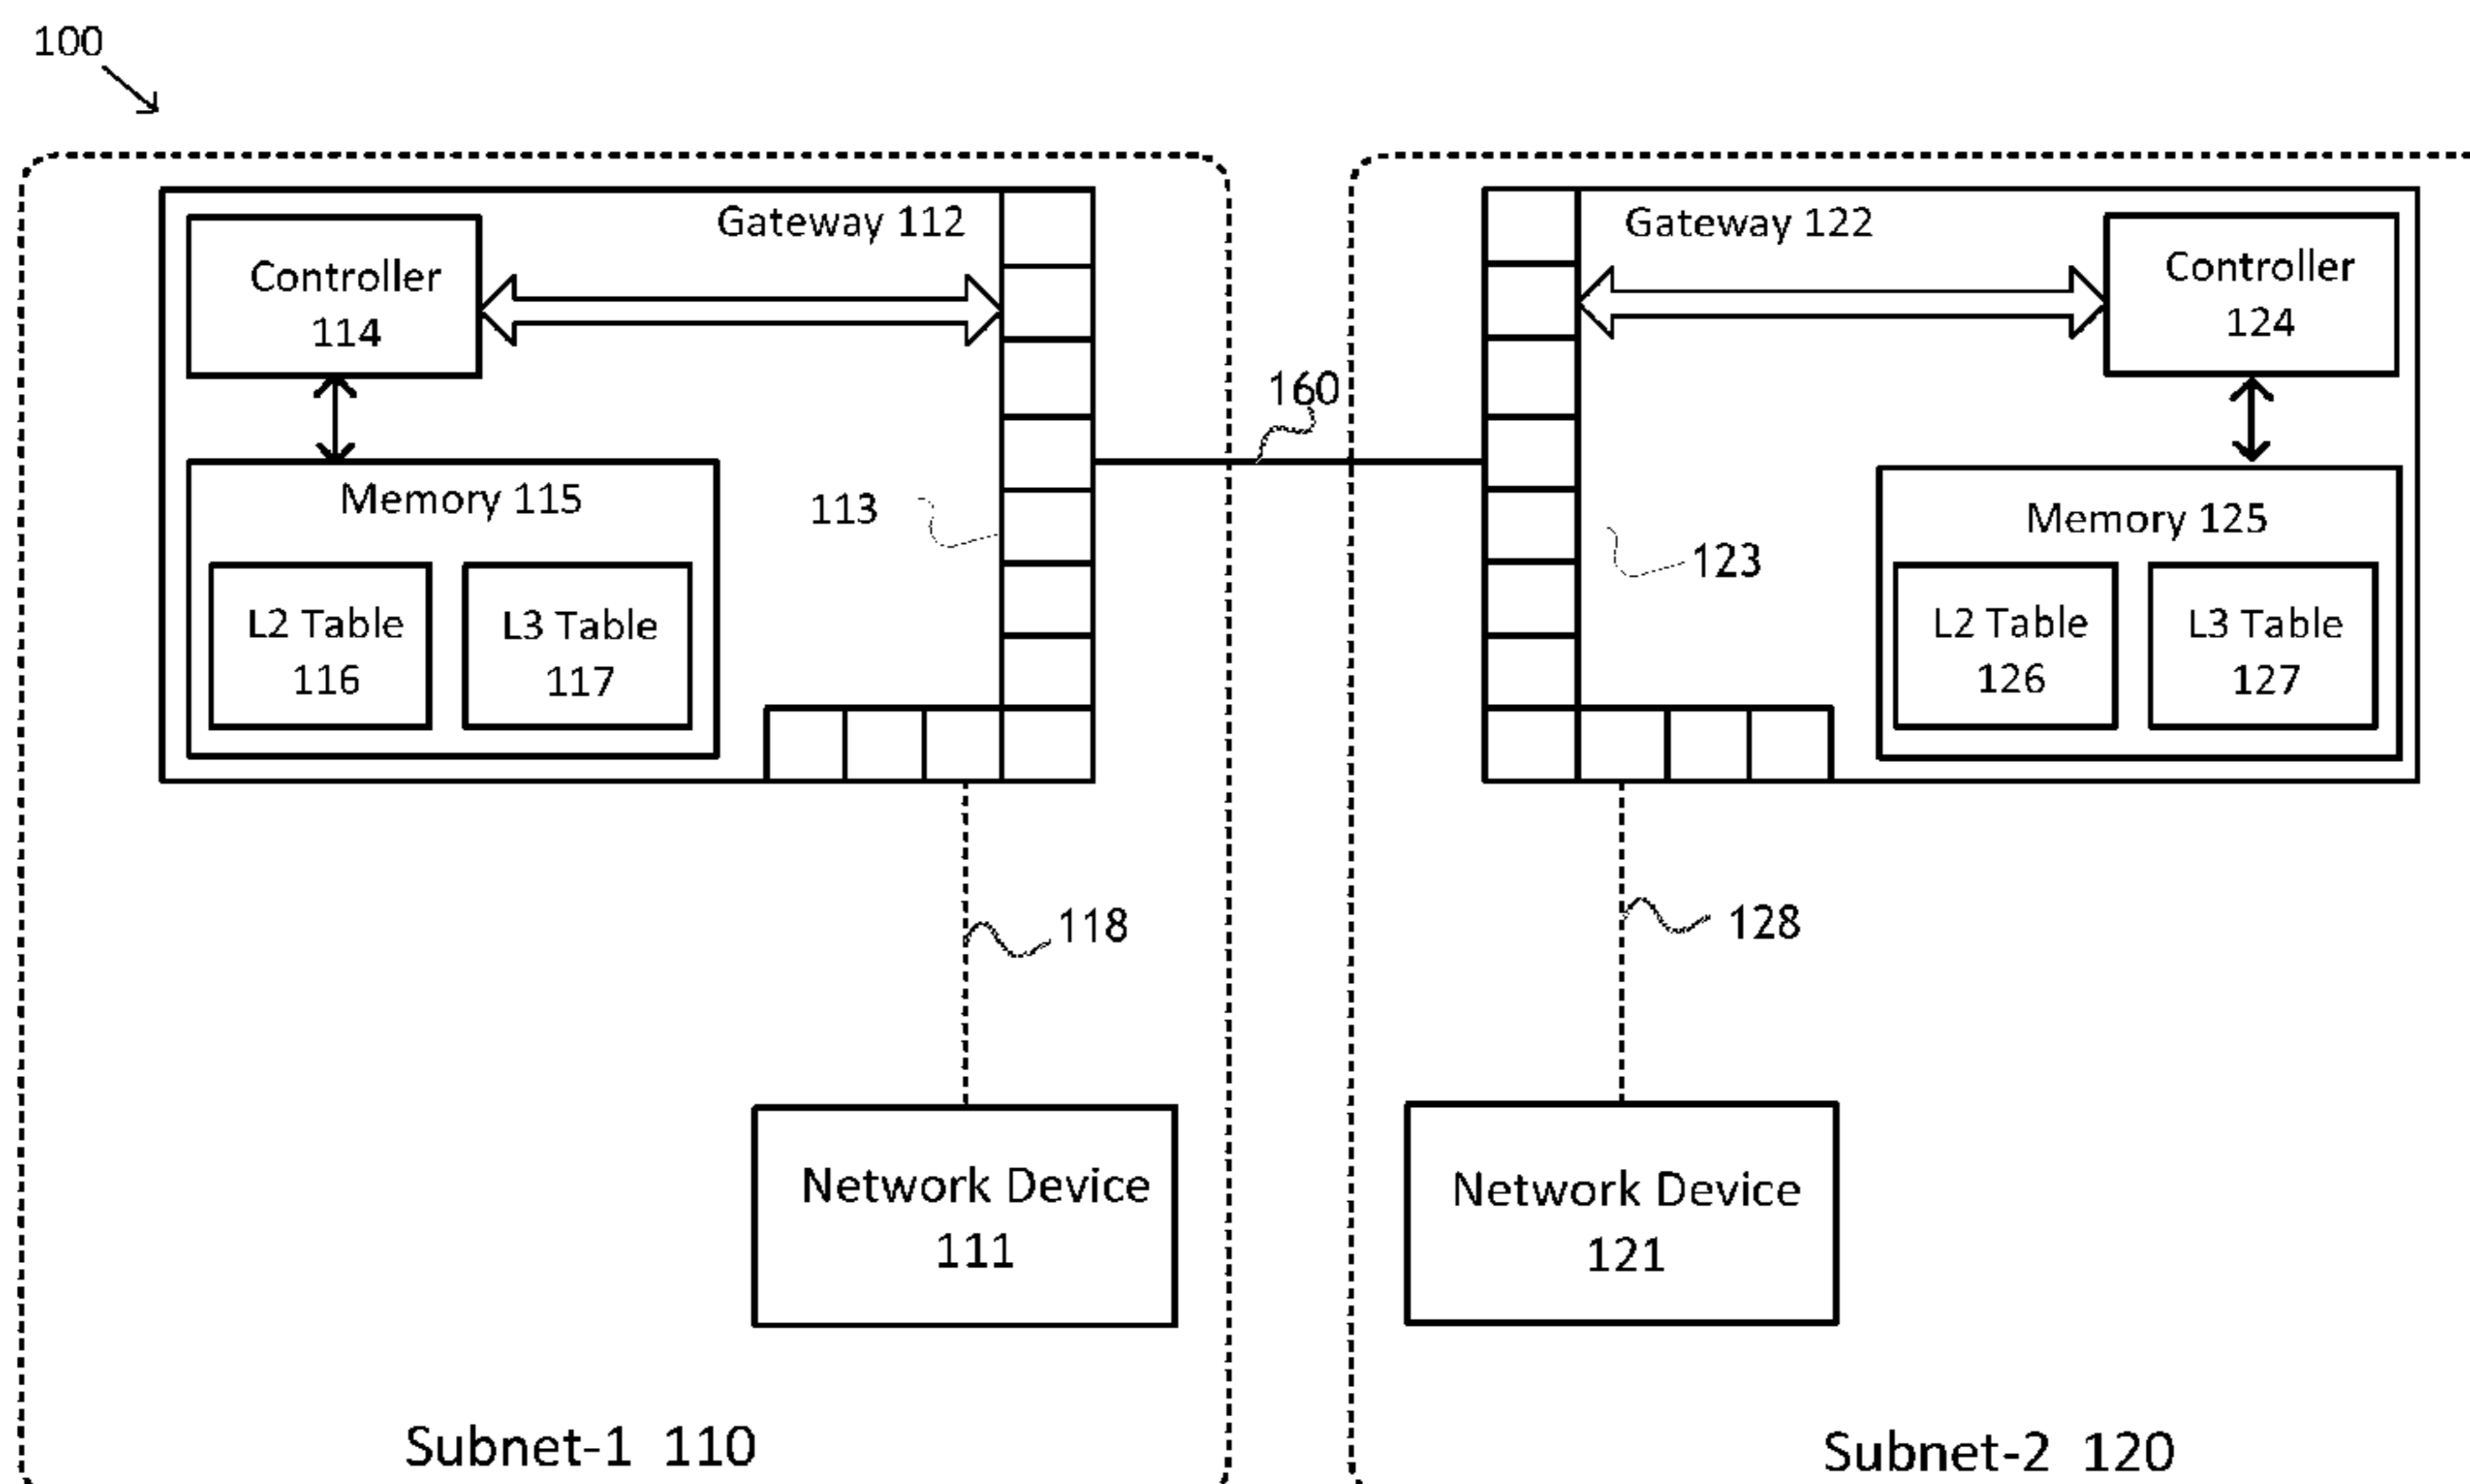 100
Gateway 112
Controller
114
Memory 115
L2 Table
116
L3 Table
117
113
118
Network Device
111
Subnet-1 110
160
Gateway 122
Controller
124
123
Memory 125
L2 Table
126
L3 Table
127
128
Network Device
121
Subnet-2 120